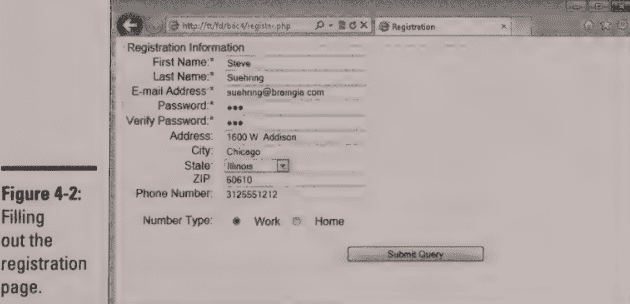 http://tt/fd/b6c4/register.php
Registration
Registration Information
First Name:* Steve
Last Name:* Suehring
E-mail Address:* suehring@braingia.com
Password:* •••
Verify Password:* •••
Address: 1600 W Addison
City: Chicago
State: Illinois
ZIP 60610
Phone Number: 3125551212
Number Type: Work Home
Submit Query
Figure 4-2:
Filling
out the
registration
page.